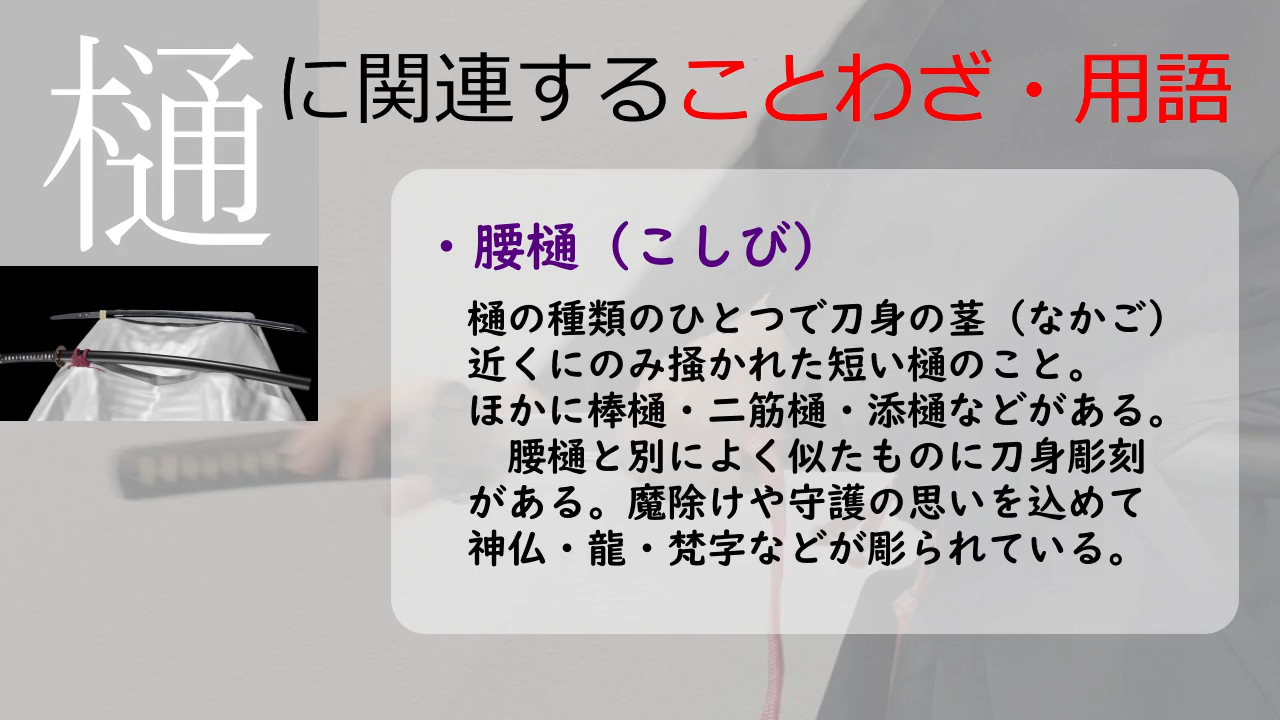 樋に関連することわざ・用語
・腰樋（こしび）
樋の種類のひとつで刀身の茎（なかご）
近くにのみ掻かれた短い樋のこと。
ほかに棒樋・二筋樋・添樋などがある。
　腰樋と別によく似たものに刀身彫刻
がある。魔除けや守護の思いを込めて
神仏・龍・梵字などが彫られている。